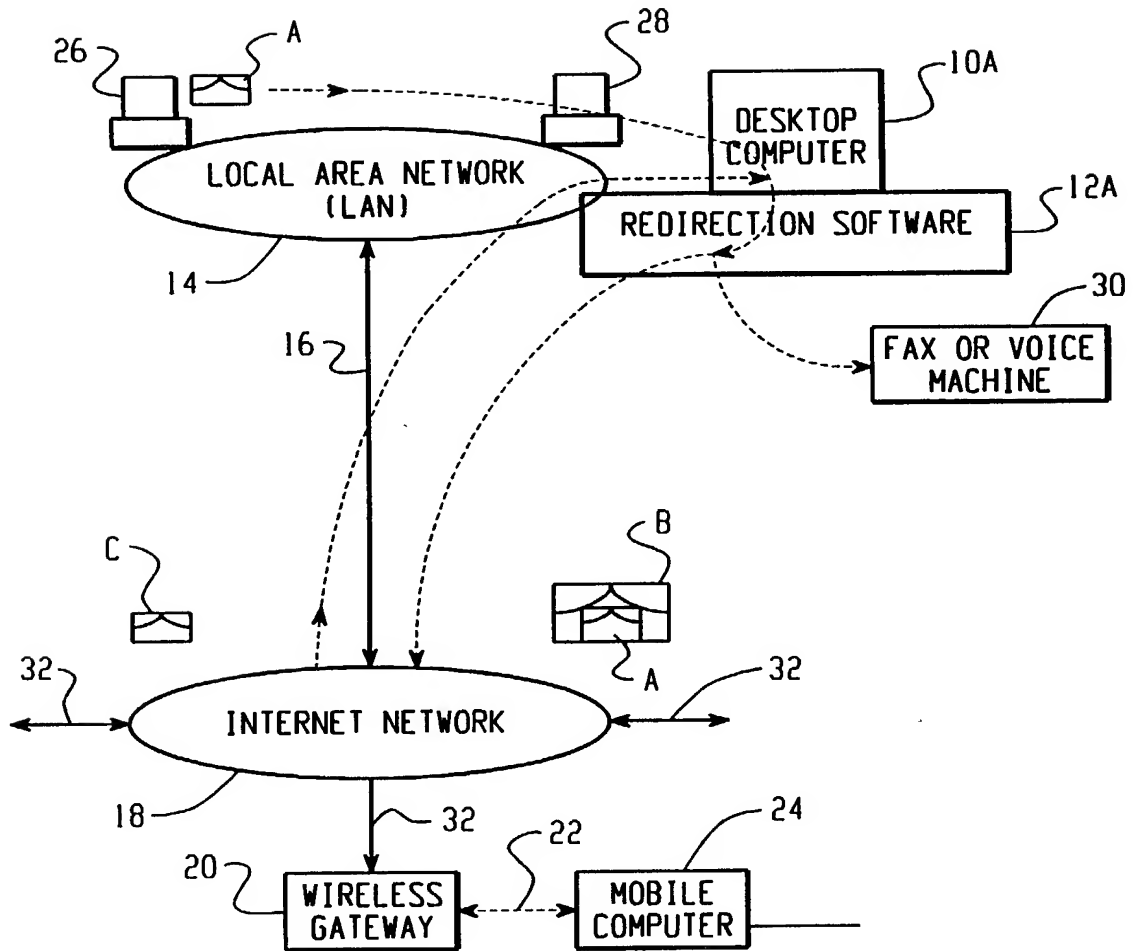 26
A
28
10A
DESKTOP
COMPUTER
LOCAL AREA NETWORK
(LAN)
12A
REDIRECTION SOFTWARE
14
30
16
FAX OR VOICE
MACHINE
C
B
A
32
32
INTERNET NETWORK
18
32
24
20
22
WIRELESS
GATEWAY
MOBILE
COMPUTER